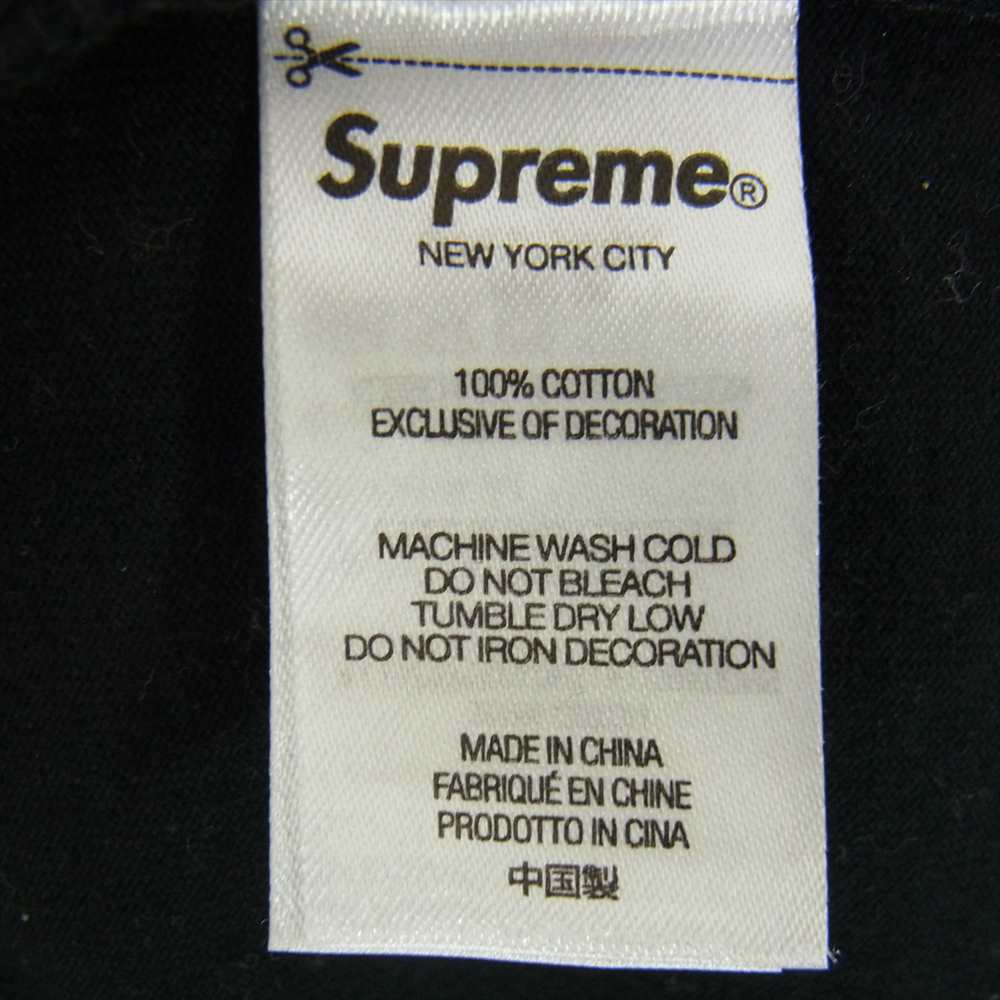 Supreme®
NEW YORK CITY
100% COTTON
EXCLUSIVE OF DECORATION
MACHINE WASH COLD
DO NOT BLEACH
TUMBLE DRY LOW
DO NOT IRON DECORATION
MADE IN CHINA
FABRIQUÉ EN CHINE
PRODOTTO IN CINA
中国製